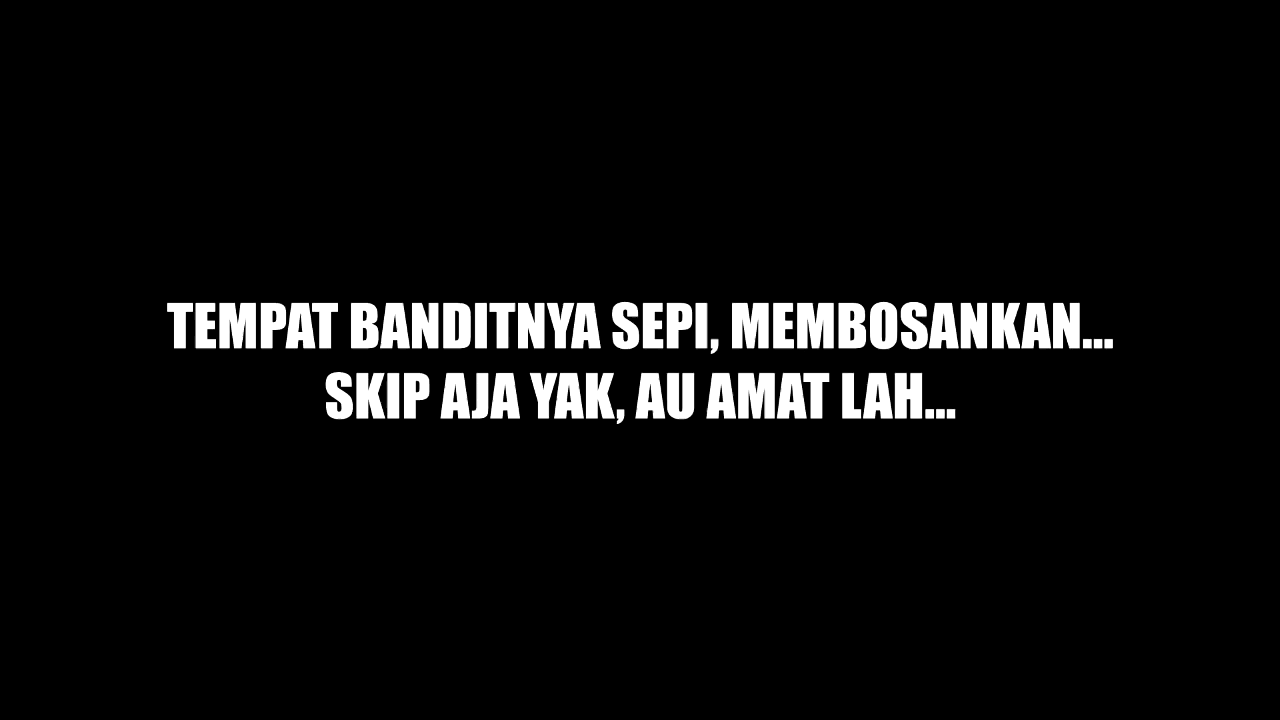 TEMPAT BANDITNYA SEPI, MEMBOSANKAN...
SKIP AJA YAK, AU AMAT LAH...